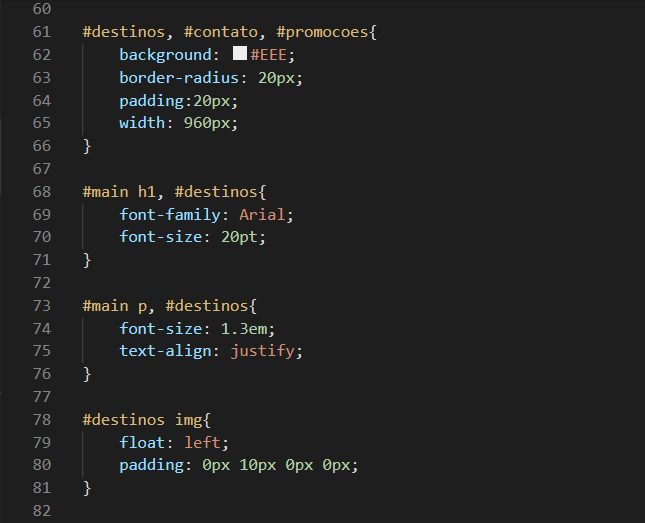 60
61 #destinos, #contato, #promocoes{
62 background: #EEE;
63 border-radius: 20px;
64 padding:20px;
65 width: 960px;
66 }
67
68 #main h1, #destinos{
69 font-family: Arial;
70 font-size: 20pt;
71 }
72
73 #main p, #destinos{
74 font-size: 1.3em;
75 text-align: justify;
76 }
77
78 #destinos img{
79 float: left;
80 padding: 0px 10px 0px 0px;
81 }
82